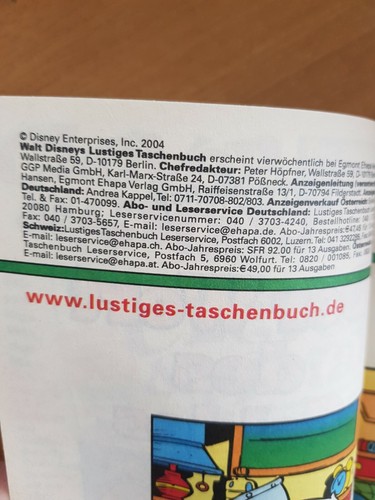 © Disney Enterprises, Inc. 2004
Walt Disneys Lustiges Taschenbuch erscheint vierwöchentlich bei Egmont Ehapa
Wallstraße 59, D-10179 Berlin. Chefredakteur: Peter Höpfner, Wallstraße 59, D-10179
GGP Media GmbH, Karl-Marx-Straße 24, D-07381 Pößneck. Anzeigenleitung
Hansen, Egmont Ehapa Verlag GmbH, Raiffeisenstraße 13/1, D-70794 Filderstadt.
Deutschland: Andrea Kappel, Tel: 0711-70708-802/803. Anzeigenverkauf Österreich:
Tel. & Fax: 01-470099. Abo- und Leserservice Deutschland: Lustiges Taschenbuch
20080 Hamburg; Leserservicenummer: 040 / 3703-4240, Bestellhotline: 040
Fax: 040 / 3703-5657, E-mail: leserservice@ehapa.de. Abo-Jahrespreis:
Schweiz: Lustiges Taschenbuch Leserservice, Postfach 6002, Luzern. Tel: 041
E-mail: leserservice@ehapa.ch. Abo-Jahrespreis: SFR 92.00 für 13 Ausgaben.
Taschenbuch Leserservice, Postfach 5, 6960 Wolfurt. Tel: 0820 / 001085, Fax:
E-mail: leserservice@ehapa.at. Abo-Jahrespreis: €49,00 für 13 Ausgaben
www.lustiges-taschenbuch.de